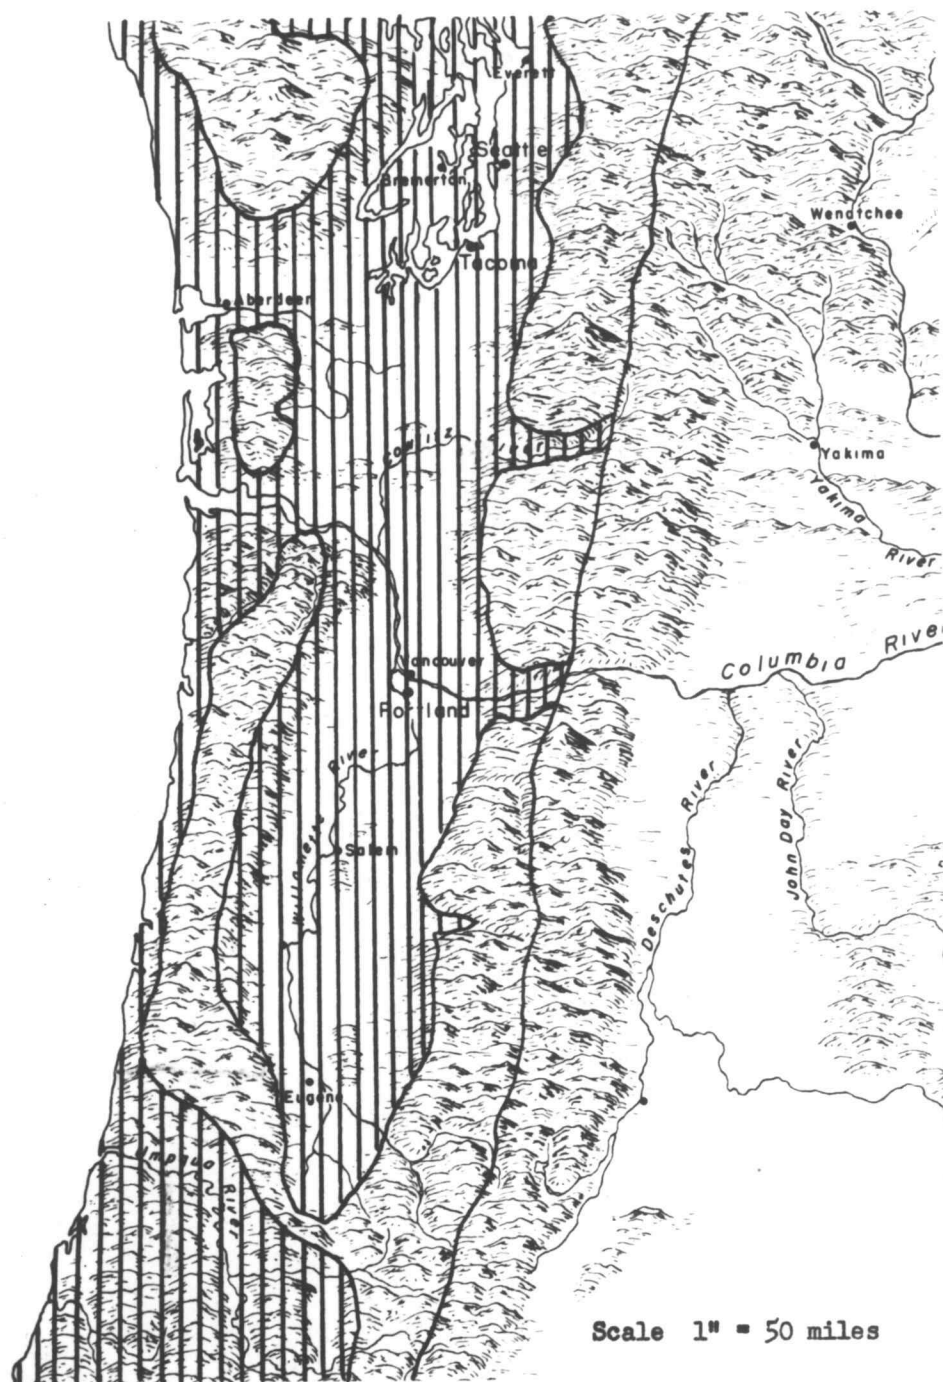 Everett
Seattle
Bremerton
Wenatchee
Tacoma
Aberdeen
Cowlitz
River
Yakima
Yakima
River
Columbia River
Vancouver
Portland
River
Willamette
Salem
Deschutes River
John Day River
Eugene
Umpqua
River
Scale 1" = 50 miles